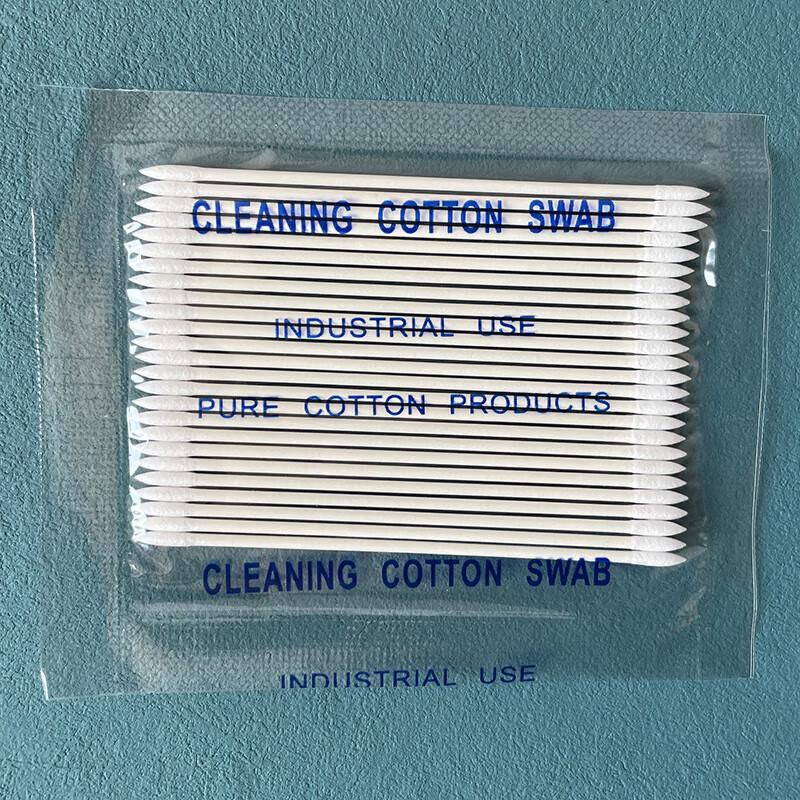 CLEANING COTTON SWAB
INDUSTRIAL USE
PURE COTTON PRODUCTS
CLEANING COTTON SWAB
INDUSTRIAL USE